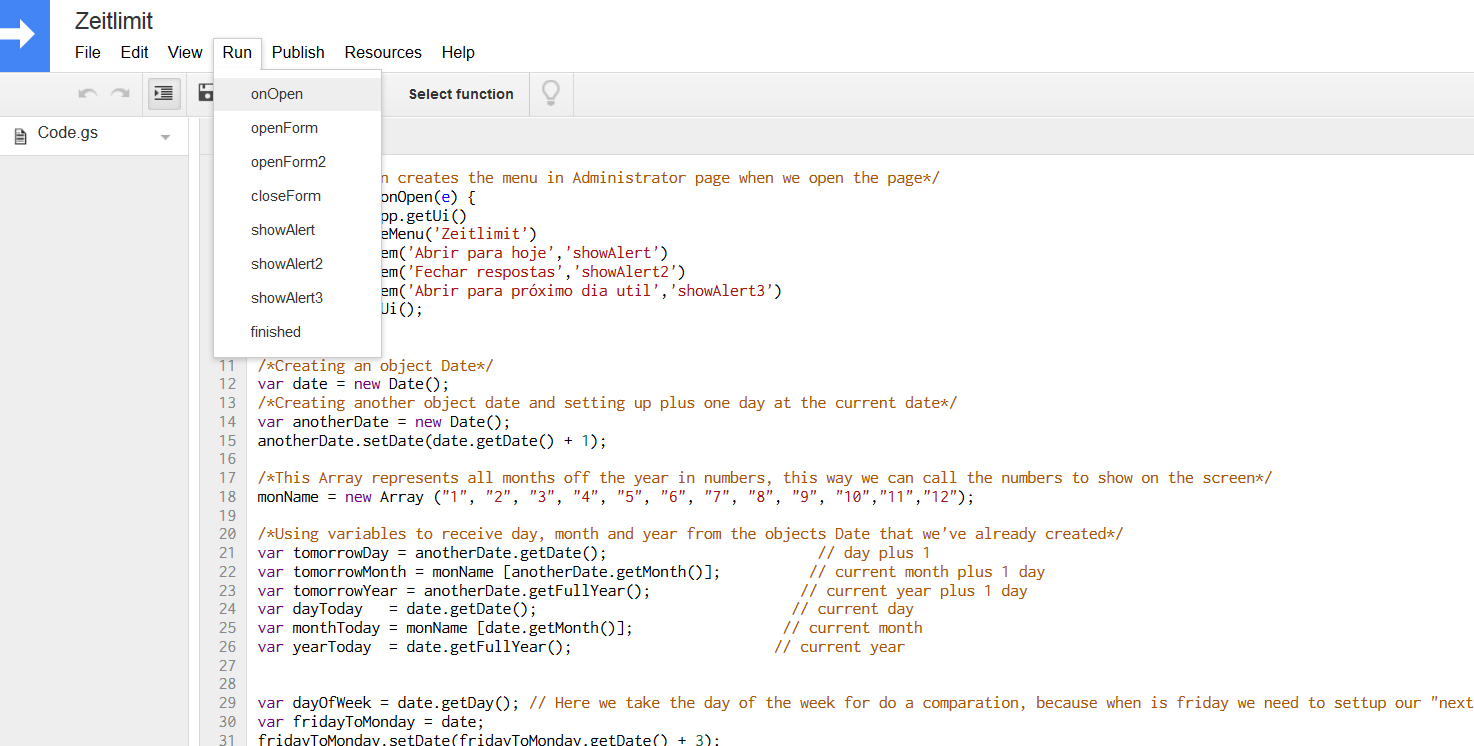 Zeitlimit
File Edit View Run Publish Resources Help
Select function
onOpen
openForm
openForm2
closeForm
showAlert
showAlert2
showAlert3
finished
Code.gs
n creates the menu in Administrator page when we open the page*/
onOpen(e) {
pp.getUi()
eMenu('Zeitlimit')
em('Abrir para hoje','showAlert')
em('Fechar respostas','showAlert2')
em('Abrir para próximo dia util','showAlert3')
Ui();
11 /*Creating an object Date*/
12 var date = new Date();
13 /*Creating another object date and setting up plus one day at the current date*/
14 var anotherDate = new Date();
15 anotherDate.setDate(date.getDate() + 1);
16
17 /*This Array represents all months off the year in numbers, this way we can call the numbers to show on the screen*/
18 monName = new Array ("1", "2", "3", "4", "5", "6", "7", "8", "9", "10","11","12");
19
20 /*Using variables to receive day, month and year from the objects Date that we've already created*/
21 var tomorrowDay = anotherDate.getDate(); // day plus 1
22 var tomorrowMonth = monName [anotherDate.getMonth()]; // current month plus 1 day
23 var tomorrowYear = anotherDate.getFullYear(); // current year plus 1 day
24 var dayToday = date.getDate(); // current day
25 var monthToday = monName [date.getMonth()]; // current month
26 var yearToday = date.getFullYear(); // current year
27
28
29 var dayOfWeek = date.getDay(); // Here we take the day of the week for do a comparation, because when is friday we need to settup our "next
30 var fridayToMonday = date;
31 fridayToMonday.setDate(fridayToMonday.getDate() + 3);